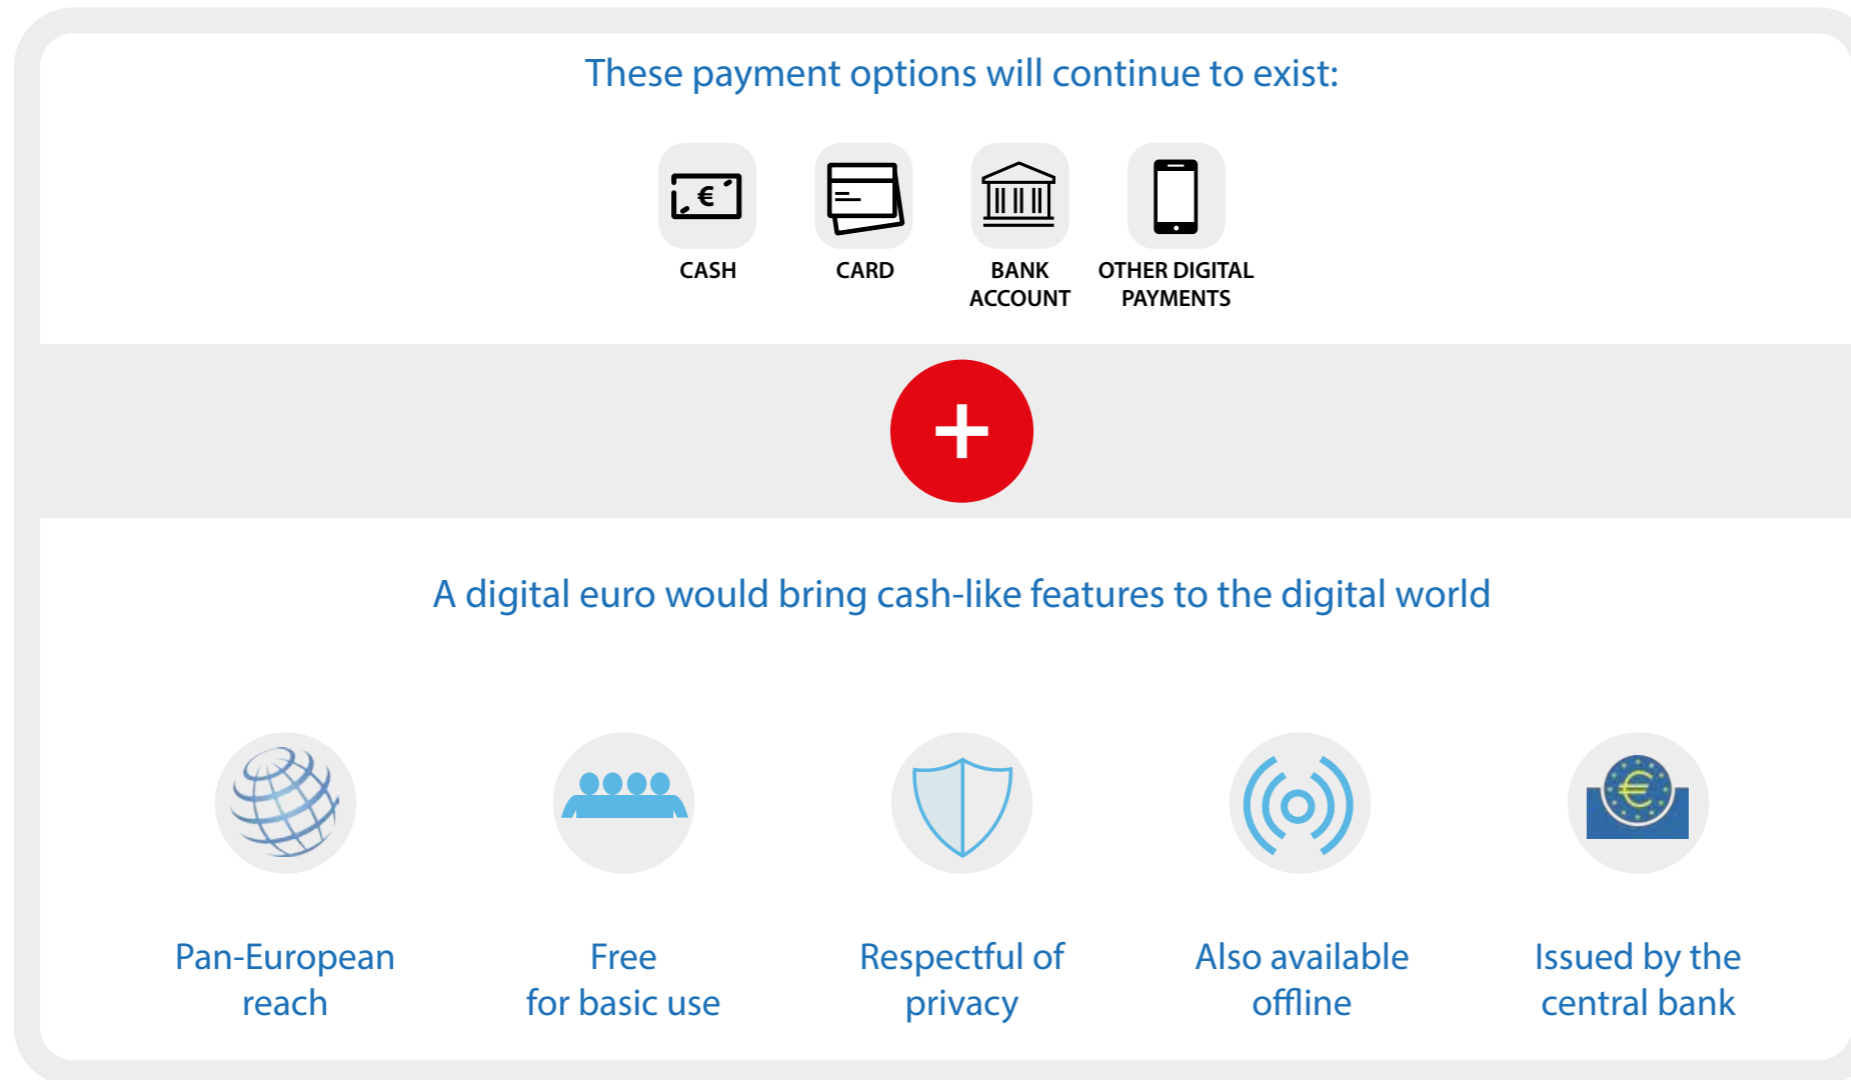 These payment options will continue to exist:
€
CASH
CARD
BANK
ACCOUNT
OTHER DIGITAL
PAYMENTS
+
A digital euro would bring cash-like features to the digital world
€
Pan-European
reach
Free
for basic use
Respectful of
privacy
Also available
offline
Issued by the
central bank